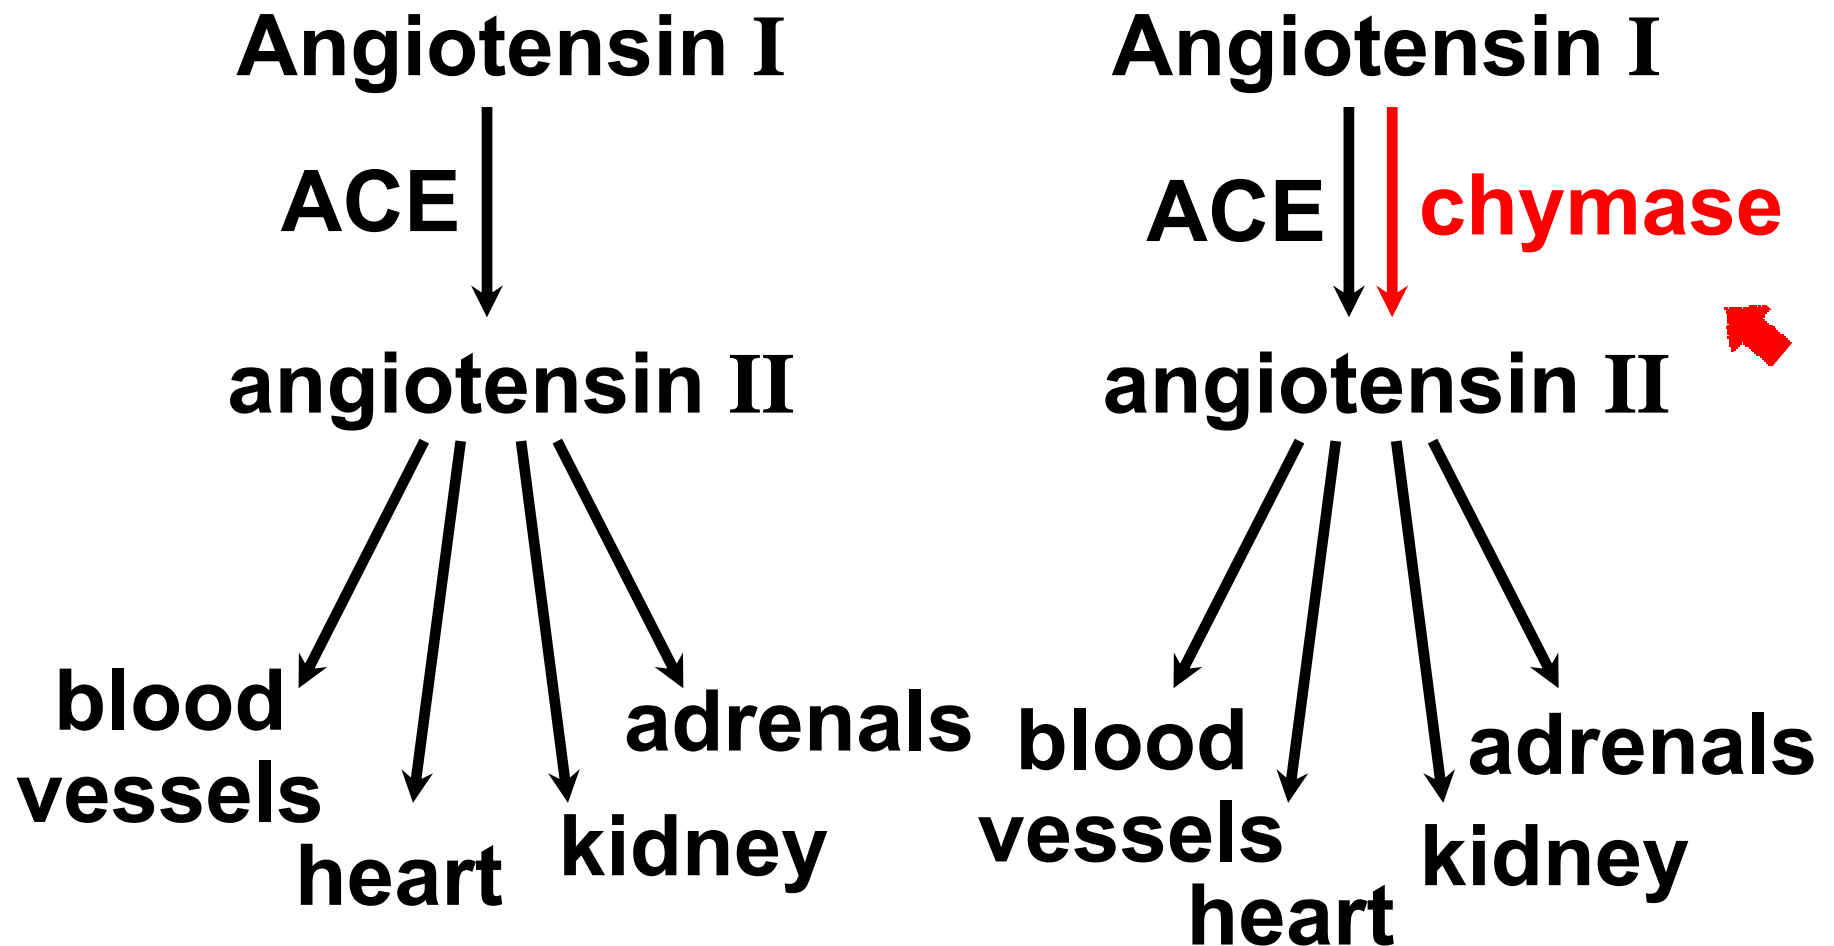 Angiotensin I
ACE
angiotensin II
blood
vessels
heart
kidney
adrenals
Angiotensin I
ACE
chymase
angiotensin II
blood
vessels
heart
kidney
adrenals